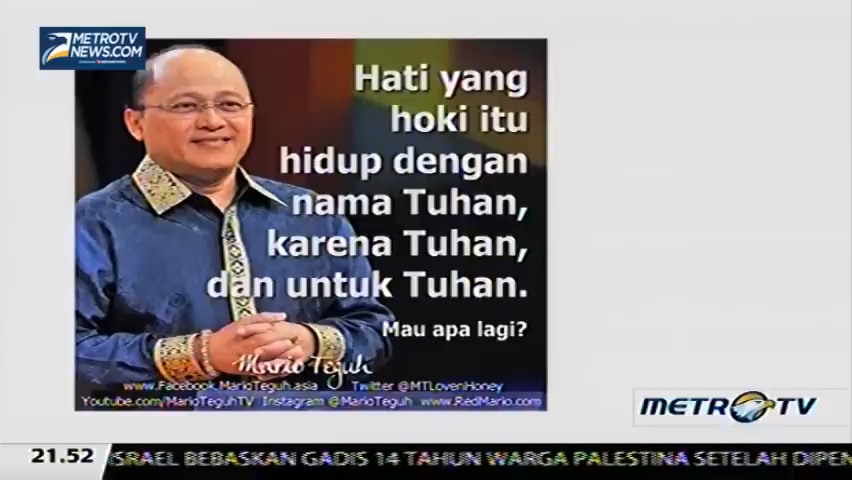 METROTV
NEWS.COM
Hati yang
hoki itu
hidup dengan
nama Tuhan,
karena Tuhan,
dan untuk Tuhan.
Mau apa lagi?
Mario Teguh
www.Facebook.MarioTeguh.asia Twitter @MTLovenHoney
Youtube.com/MarioTeguhTV Instagram @MarioTeguh www.RedMario.com
METRO TV
21.52 ISRAEL BEBASKAN GADIS 14 TAHUN WARGA PALESTINA SETELAH DIPEN